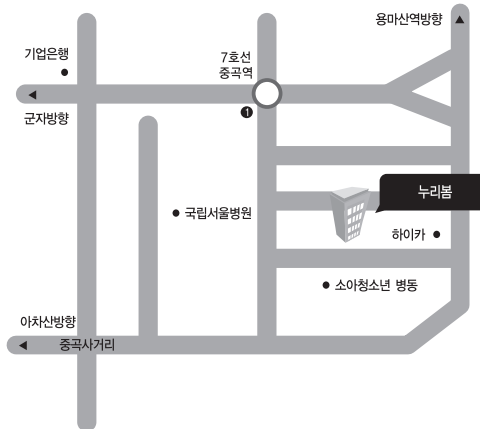 용마산역방향
기업은행
7호선
중곡역
군자방향
1
누리봄
국립서울병원
하이카
소아청소년 병동
아차산방향
중곡사거리